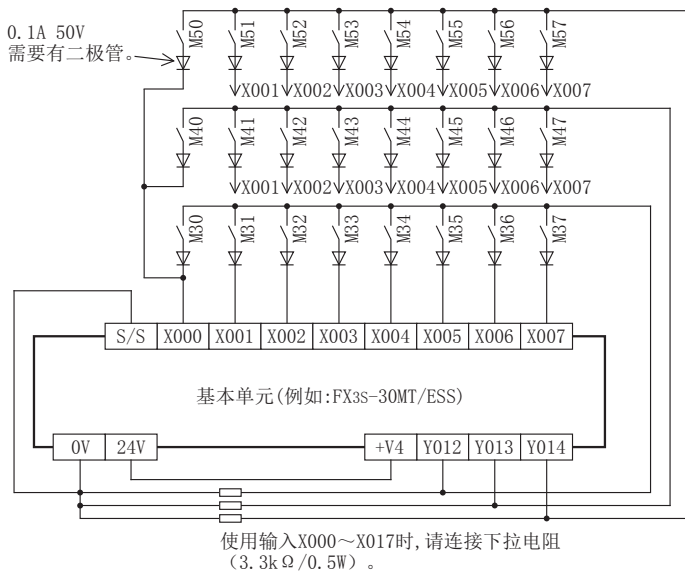 0.1A 50V
需要有二极管。
M50 M51 M52 M53 M54 M55 M56 M57
X001 X002 X003 X004 X005 X006 X007
M40 M41 M42 M43 M44 M45 M46 M47
X001 X002 X003 X004 X005 X006 X007
M30 M31 M32 M33 M34 M35 M36 M37
S/S X000 X001 X002 X003 X004 X005 X006 X007
基本单元(例如:FX3S-30MT/ESS)
0V 24V +V4 Y012 Y013 Y014
使用输入X000～X017时,请连接下拉电阻
(3.3kΩ/0.5W)。